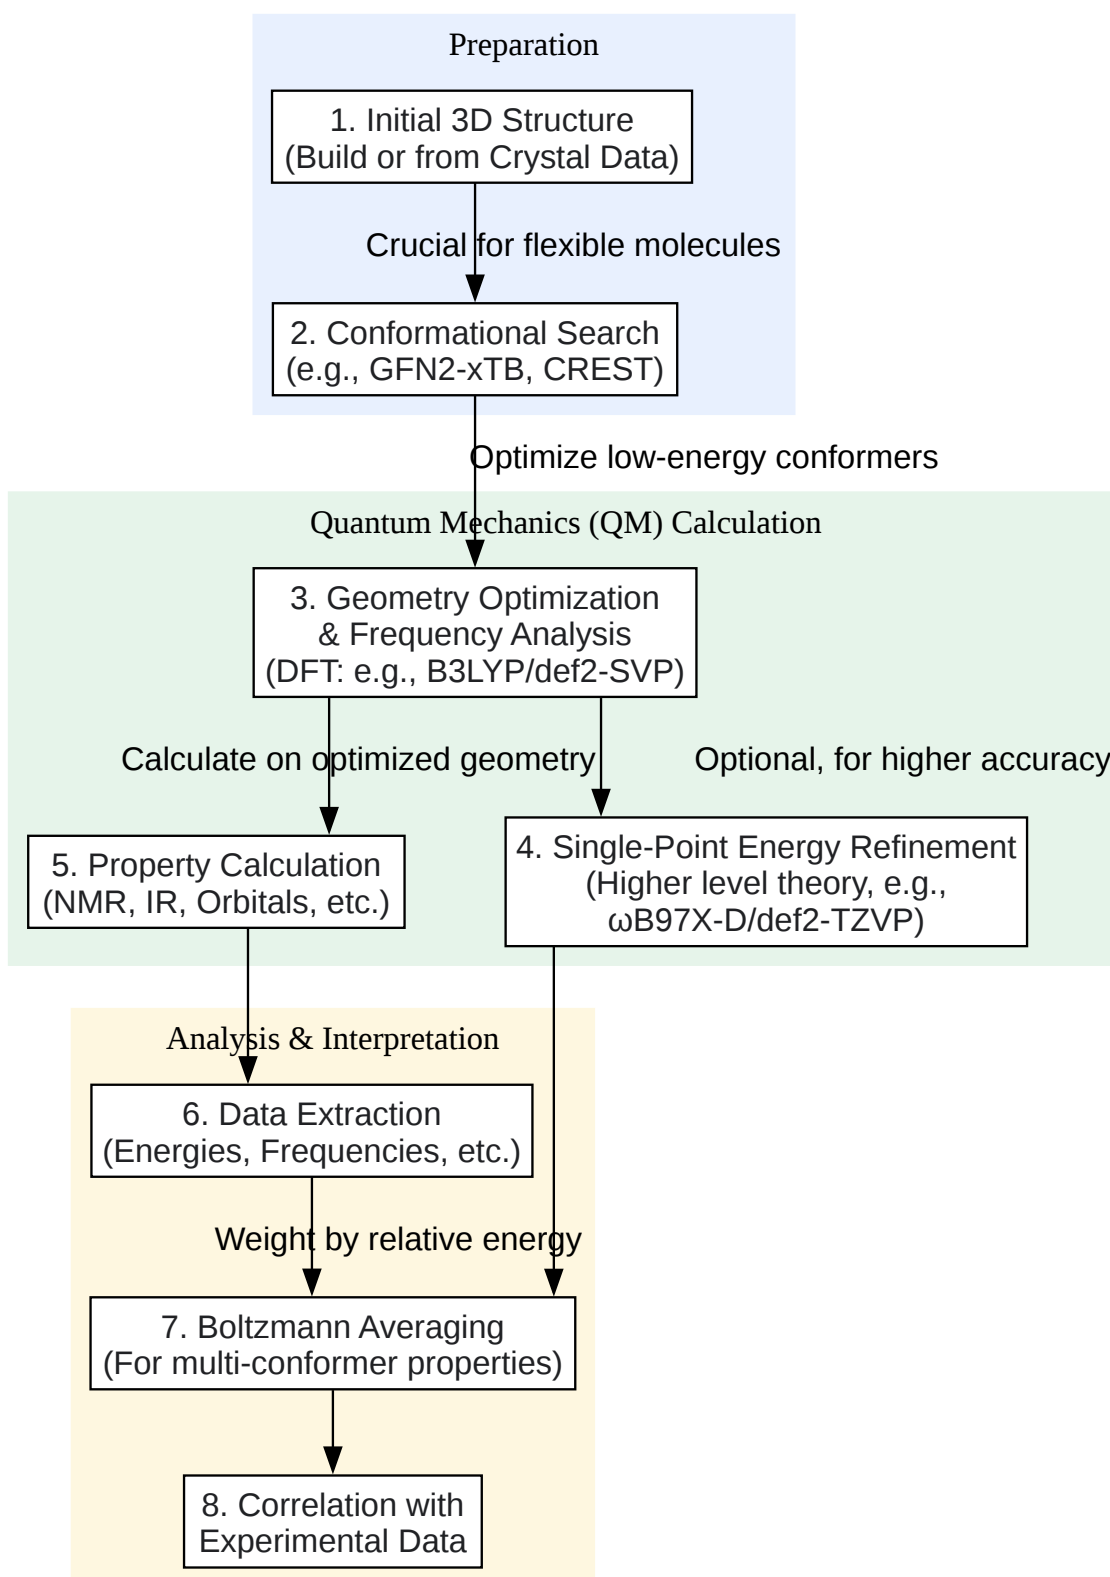 Preparation
1. Initial 3D Structure
(Build or from Crystal Data)
Crucial for flexible molecules
2. Conformational Search
(e.g., GFN2-xTB, CREST)
Optimize low-energy conformers
Quantum Mechanics (QM) Calculation
3. Geometry Optimization
& Frequency Analysis
(DFT: e.g., B3LYP/def2-SVP)
Calculate on optimized geometry
Optional, for higher accuracy
5. Property Calculation
(NMR, IR, Orbitals, etc.)
4. Single-Point Energy Refinement
(Higher level theory, e.g.,
ωB97X-D/def2-TZVP)
Analysis & Interpretation
6. Data Extraction
(Energies, Frequencies, etc.)
Weight by relative energy
7. Boltzmann Averaging
(For multi-conformer properties)
8. Correlation with
Experimental Data